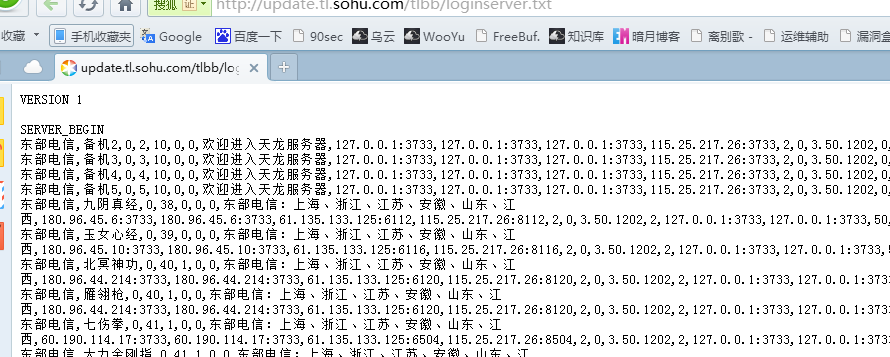 搜狐 证 http://update.tl.sohu.com/tlbb/loginserver.txt
收藏 手机收藏夹 Google 百度一下 90sec 乌云 WooYu FreeBuf. 知识库 EM 暗月博客 离别歌 - 运维辅助 漏洞盒
update.tl.sohu.com/tlbb/log
VERSION 1
SERVER_BEGIN
东部电信,备机2,0,2,10,0,0,欢迎进入天龙服务器,127.0.0.1:3733,127.0.0.1:3733,127.0.0.1:3733,115.25.217.26:3733,2,0,3.50.1202,0,
东部电信,备机3,0,3,10,0,0,欢迎进入天龙服务器,127.0.0.1:3733,127.0.0.1:3733,127.0.0.1:3733,115.25.217.26:3733,2,0,3.50.1202,0,
东部电信,备机4,0,4,10,0,0,欢迎进入天龙服务器,127.0.0.1:3733,127.0.0.1:3733,127.0.0.1:3733,115.25.217.26:3733,2,0,3.50.1202,0,
东部电信,备机5,0,5,10,0,0,欢迎进入天龙服务器,127.0.0.1:3733,127.0.0.1:3733,127.0.0.1:3733,115.25.217.26:3733,2,0,3.50.1202,0,
东部电信,九阴真经,0,38,0,0,0,东部电信：上海、浙江、江苏、安徽、山东、江
西,180.96.45.6:3733,180.96.45.6:3733,61.135.133.125:6112,115.25.217.26:8112,2,0,3.50.1202,2,127.0.0.1:3733,127.0.0.1:3733,50,
东部电信,玉女心经,0,39,0,0,0,东部电信：上海、浙江、江苏、安徽、山东、江
西,180.96.45.10:3733,180.96.45.10:3733,61.135.133.125:6116,115.25.217.26:8116,2,0,3.50.1202,2,127.0.0.1:3733,127.0.0.1:3733,5
东部电信,北冥神功,0,40,1,0,0,东部电信：上海、浙江、江苏、安徽、山东、江
西,180.96.44.214:3733,180.96.44.214:3733,61.135.133.125:6120,115.25.217.26:8120,2,0,3.50.1202,2,127.0.0.1:3733,127.0.0.1:3733
东部电信,雁翎枪,0,40,1,0,0,东部电信：上海、浙江、江苏、安徽、山东、江
西,180.96.44.214:3733,180.96.44.214:3733,61.135.133.125:6120,115.25.217.26:8120,2,0,3.50.1202,2,127.0.0.1:3733,127.0.0.1:3733
东部电信,七伤拳,0,41,1,0,0,东部电信：上海、浙江、江苏、安徽、山东、江
西,60.190.114.17:3733,60.190.114.17:3733,61.135.133.125:6504,115.25.217.26:8504,2,0,3.50.1202,2,127.0.0.1:3733,127.0.0.1:3733
东部电信,大力金刚指,0,41,1,0,0,东部电信：上海、浙江、江苏、安徽、山东、江